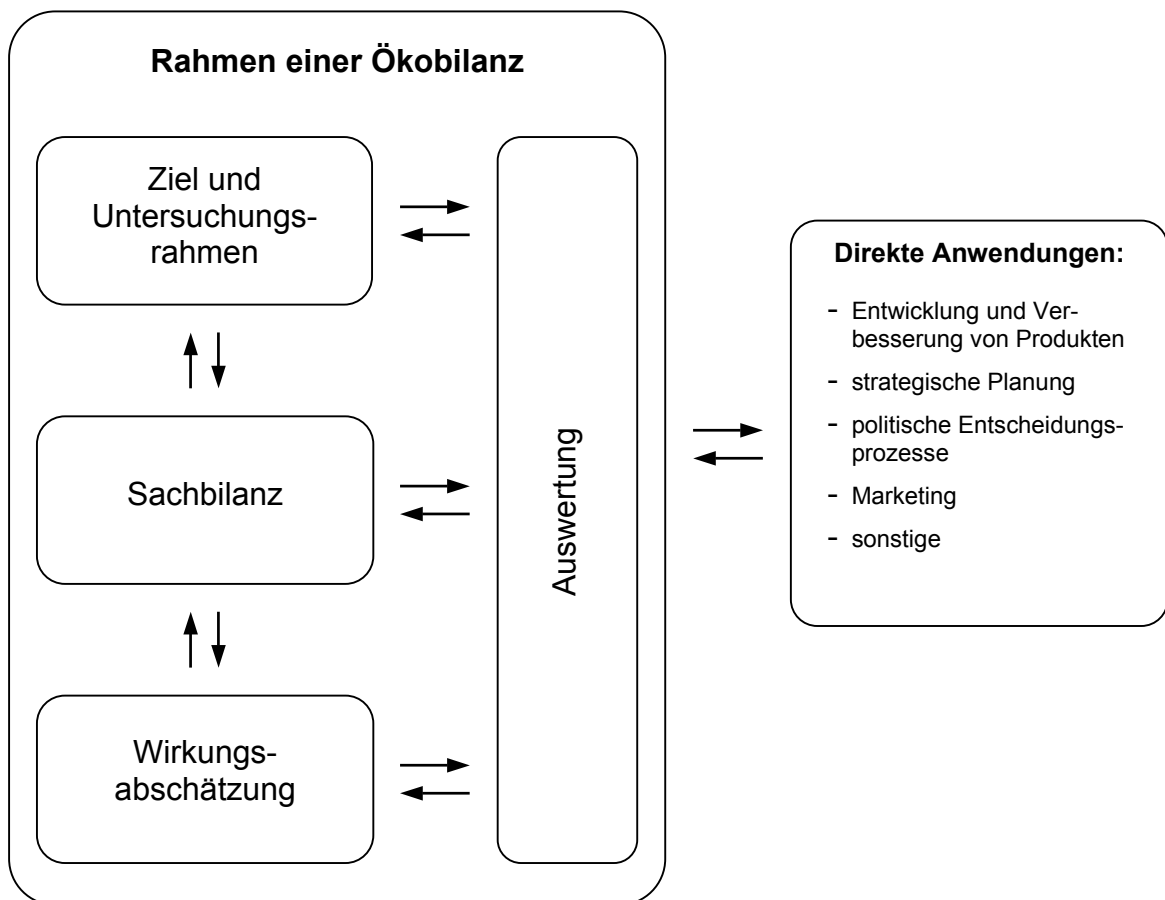 Rahmen einer Ökobilanz
Ziel und
Untersuchungs-
rahmen
Sachbilanz
Wirkungs-
abschätzung
Auswertung
Direkte Anwendungen:
- Entwicklung und Ver-
besserung von Produkten
- strategische Planung
- politische Entscheidungs-
prozesse
- Marketing
- sonstige